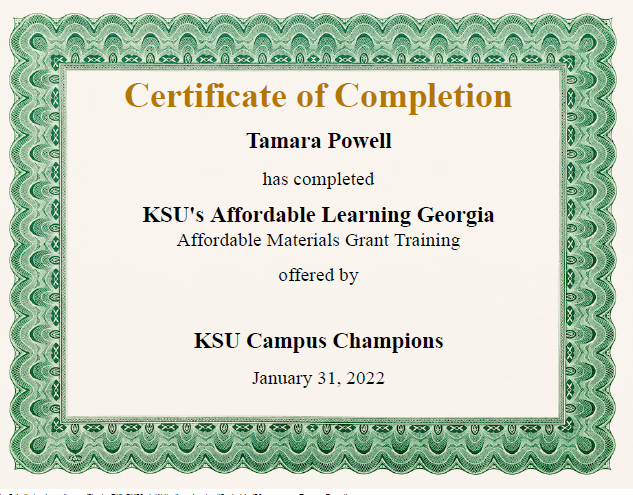 Certificate of Completion
Tamara Powell
has completed
KSU's Affordable Learning Georgia
Affordable Materials Grant Training
offered by
KSU Campus Champions
January 31, 2022